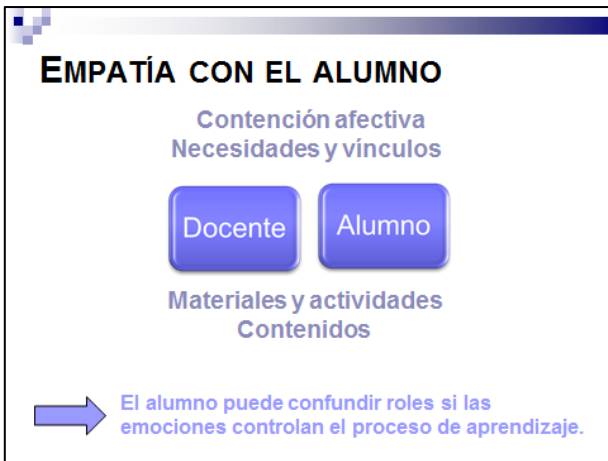 EMPATÍA CON EL ALUMNO
Contención afectiva
Necesidades y vínculos
Docente
Alumno
Materiales y actividades
Contenidos
El alumno puede confundir roles si las
emociones controlan el proceso de aprendizaje.